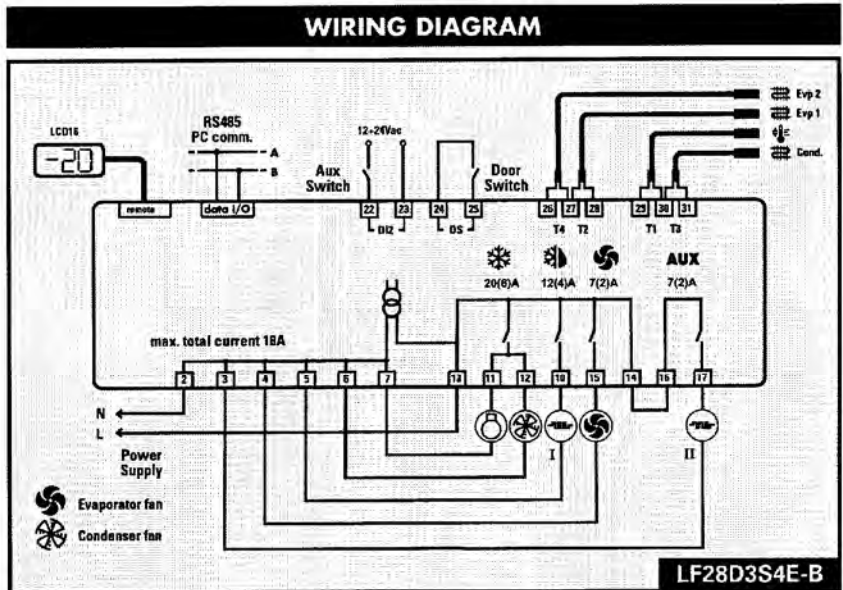 WIRING DIAGRAM
LCD16
-20
RS485
PC comm.
A
B
12÷24Vac
Aux
Switch
Door
Switch
Evp 2
Evp 1
Cond.
remote
data I/O
22 23 24 25 26 27 28 29 30 31
DI2 DS T4 T2 T1 T3
AUX
20(8)A 12(4)A 7(2)A 7(2)A
max. total current 18A
2 3 4 5 6 7 13 11 12 10 15 14 16 17
N
L
Power
Supply
I
II
Evaporator fan
Condenser fan
LF28D3S4E-B